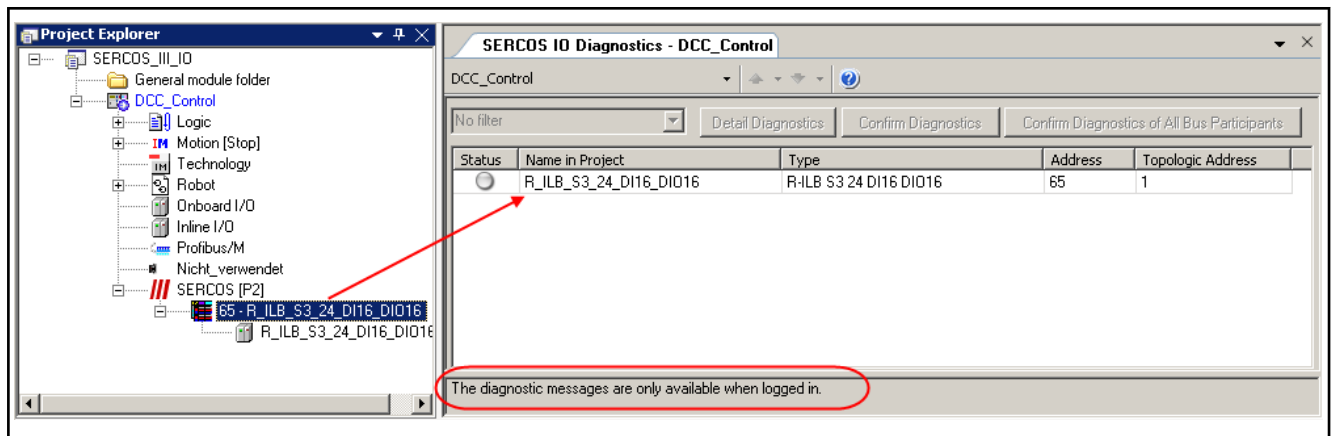 Project Explorer
SERCOS_III_IO
General module folder
DCC_Control
Logic
Motion [Stop]
Technology
Robot
Onboard I/O
Inline I/O
Profibus/M
Nicht_verwendet
SERCOS [P2]
65 - R_ILB_S3_24_DI16_DIO16
R_ILB_S3_24_DI16_DIO16
SERCOS IO Diagnostics - DCC_Control
DCC_Control
No filter Detail Diagnostics Confirm Diagnostics Confirm Diagnostics of All Bus Participants
Status Name in Project Type Address Topologic Address
R_ILB_S3_24_DI16_DIO16 R-ILB S3 24 DI16 DIO16 65 1
The diagnostic messages are only available when logged in.